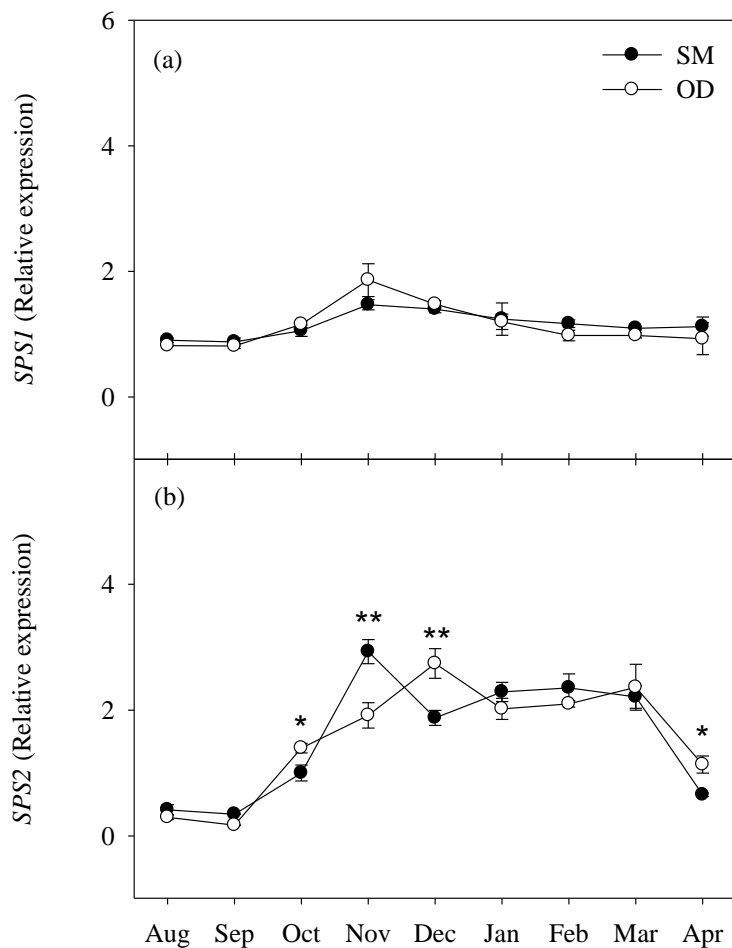 6
(a)
SM
OD
4
2
0
SPS1 (Relative expression)
(b)
4
**
**
*
*
2
0
SPS2 (Relative expression)
Aug Sep Oct Nov Dec Jan Feb Mar Apr